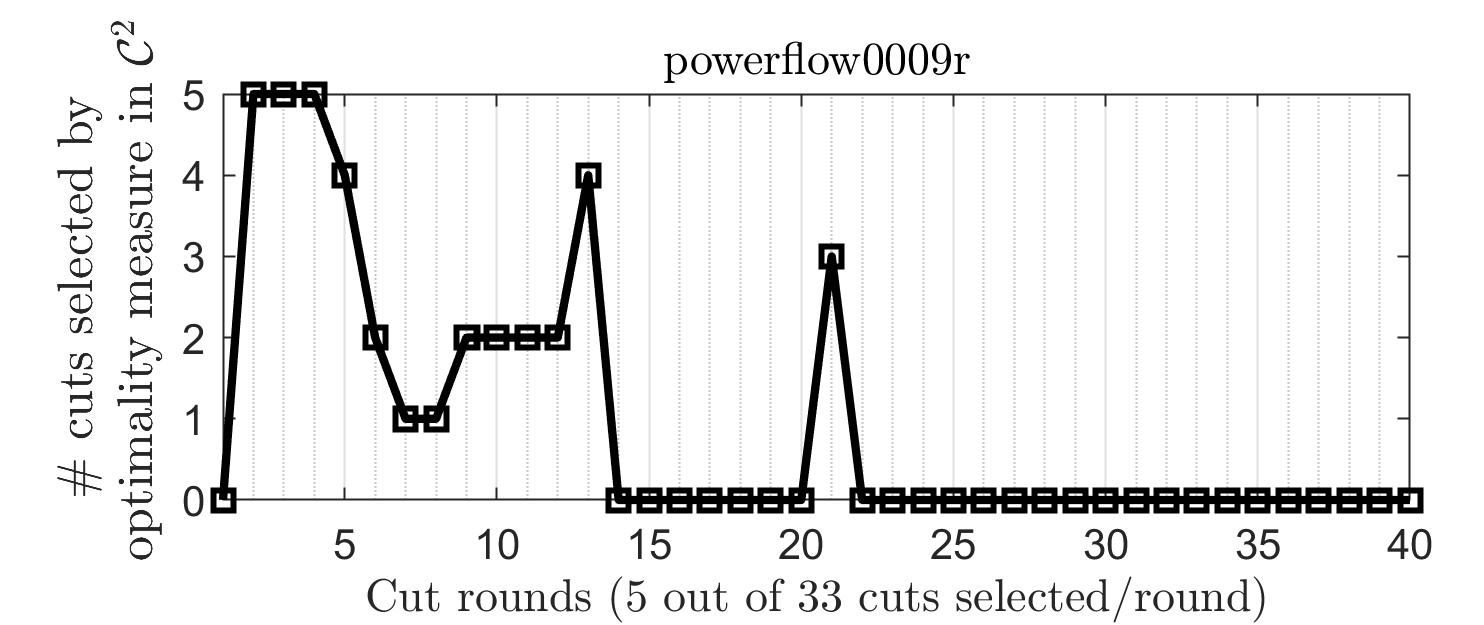 powerflow0009r
# cuts selected by
optimality measure in 𝒞²
5
4
3
2
1
0
5 10 15 20 25 30 35 40
Cut rounds (5 out of 33 cuts selected/round)